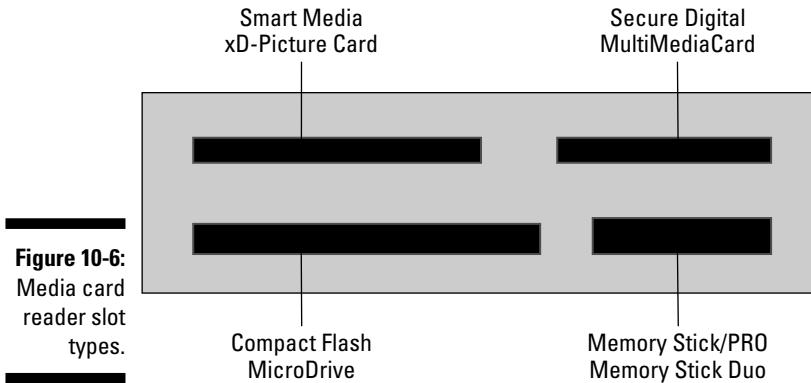 Smart Media
xD-Picture Card
Secure Digital
MultiMediaCard
Figure 10-6:
Media card
reader slot
types.
Compact Flash
MicroDrive
Memory Stick/PRO
Memory Stick Duo